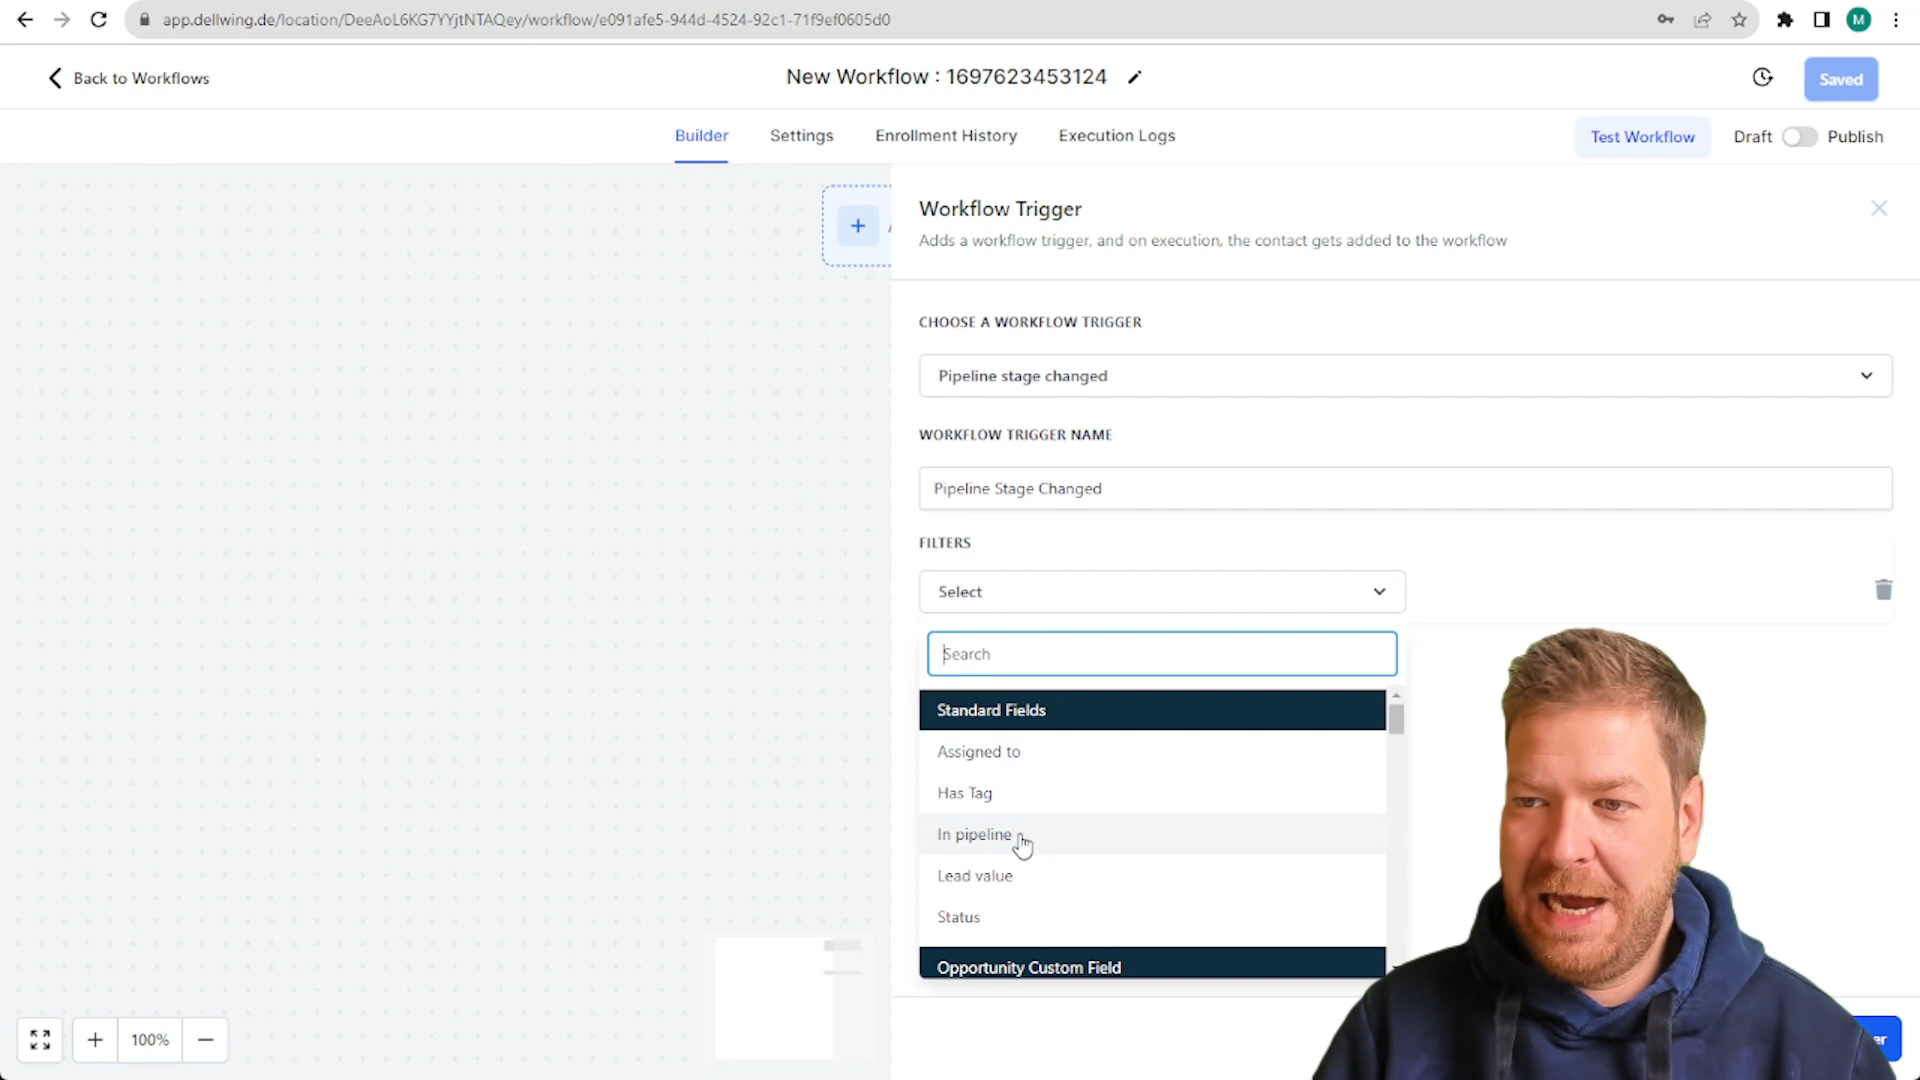 app.dellwing.de/location/DeeAoL6KG7YYjtNTAQey/workflow/e091afe5-944d-4524-92c1-71f9ef0605d0
M
Back to Workflows
New Workflow : 1697623453124
Saved
Builder
Settings
Enrollment History
Execution Logs
Test Workflow
Draft
Publish
Workflow Trigger
Adds a workflow trigger, and on execution, the contact gets added to the workflow
CHOOSE A WORKFLOW TRIGGER
Pipeline stage changed
WORKFLOW TRIGGER NAME
Pipeline Stage Changed
FILTERS
Select
Search
Standard Fields
Assigned to
Has Tag
In pipeline
Lead value
Status
Opportunity Custom Field
100%